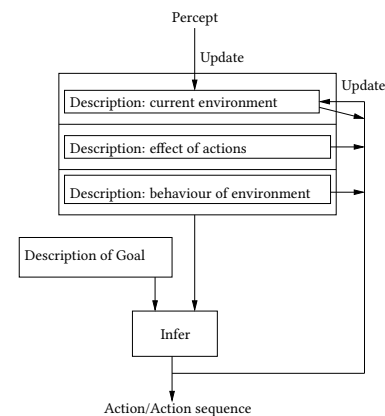 Percept
Update
Update
Description: current environment
Description: effect of actions
Description: behaviour of environment
Description of Goal
Infer
Action/Action sequence